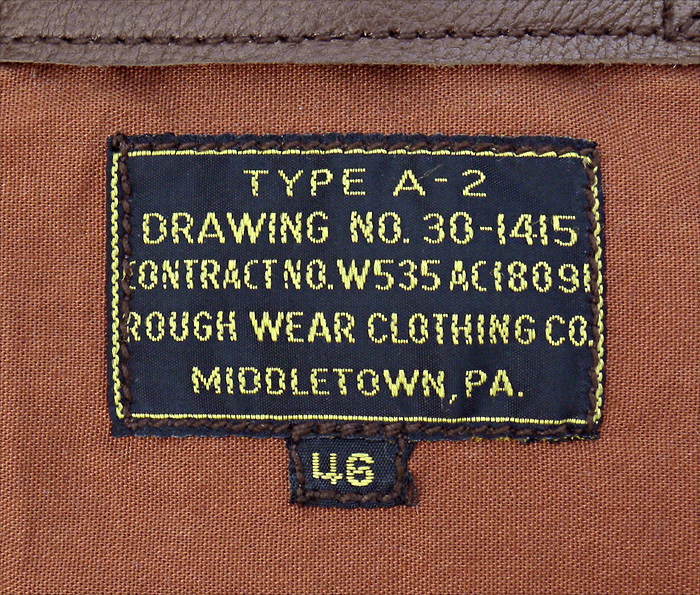 TYPE A-2
DRAWING NO. 30-1415
CONTRACT NO. W535 AC18091
ROUGH WEAR CLOTHING CO.
MIDDLETOWN, PA.
46